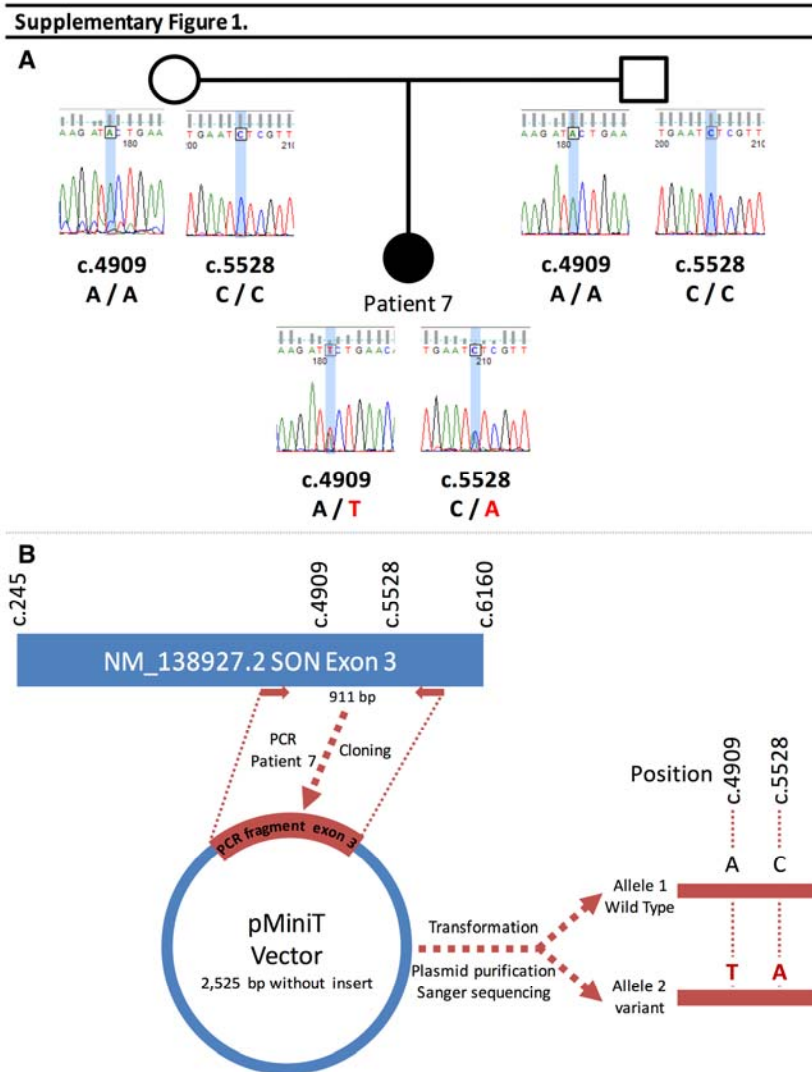 Supplementary Figure 1.
A
AAGATACTGAA
180
TGAATCTCGTT
200 210
AAGATACTGAA
180
TGAATCTCGTT
200 210
c.4909
A / A
c.5528
C / C
c.4909
A / A
c.5528
C / C
Patient 7
AAGATTCTGAAC
180
TGAATCTCGTT
210
c.4909
A / T
c.5528
C / A
B
c.245
c.4909
c.5528
c.6160
NM_138927.2 SON Exon 3
911 bp
PCR
Patient 7
Cloning
PCR fragment exon 3
pMiniT
Vector
2,525 bp without insert
Transformation
Plasmid purification
Sanger sequencing
Position
c.4909
c.5528
A C
Allele 1
Wild Type
T A
Allele 2
variant